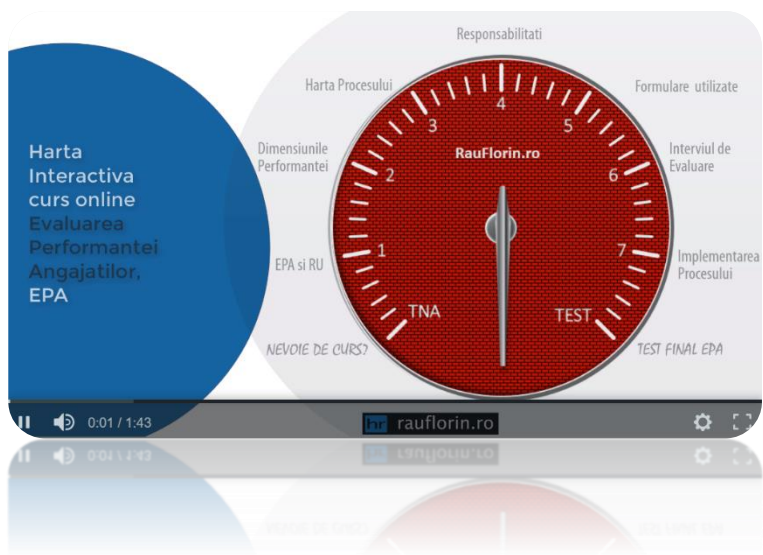 Harta
Interactiva
curs online
Evaluarea
Performantei
Angajatilor,
EPA
Responsabilitati
Harta Procesului
Formulare utilizate
Dimensiunile
Performantei
Interviul de
Evaluare
EPA si RU
Implementarea
Procesului
NEVOIE DE CURS?
TEST FINAL EPA
RauFlorin.ro
TNA
1
2
3
4
5
6
7
TEST
0:01 / 1:43
hr rauflorin.ro